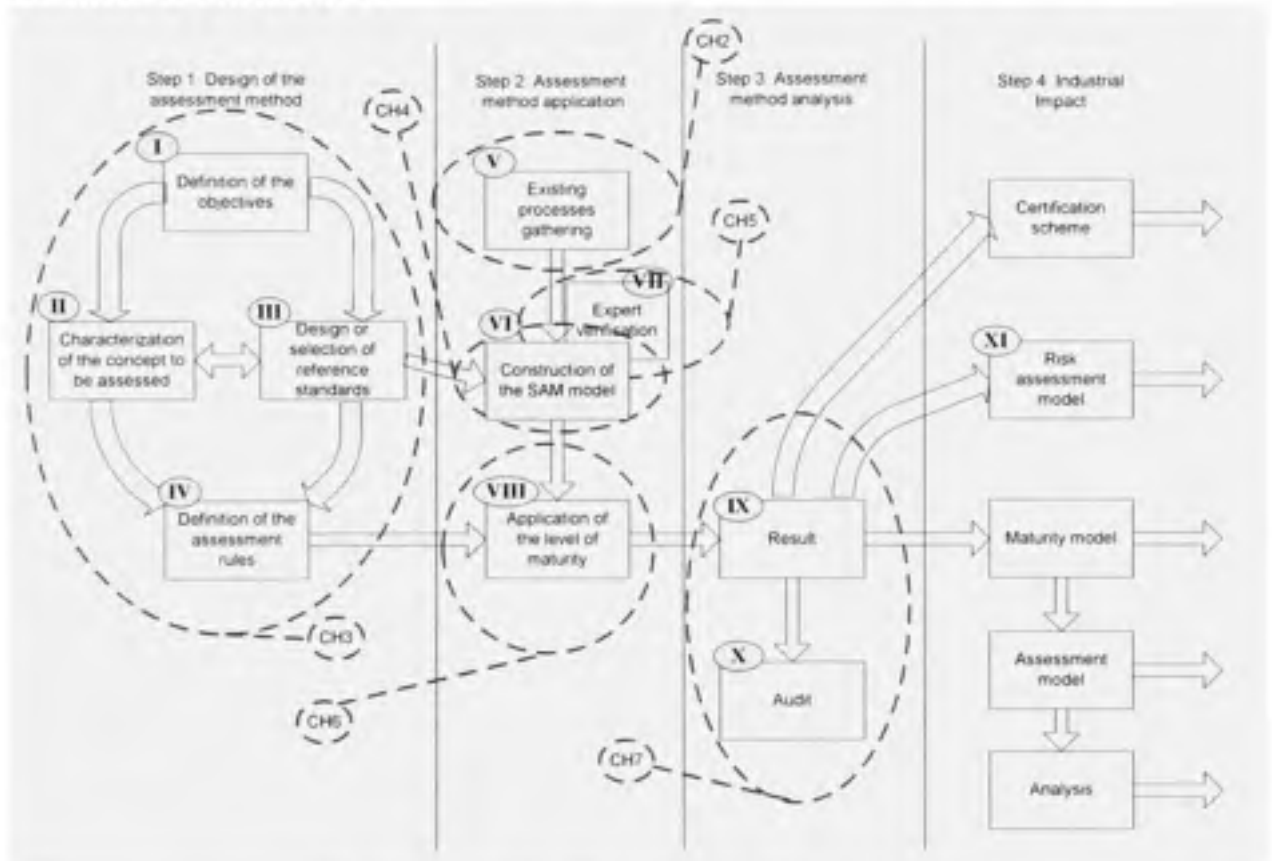 Step 1 Design of the
assessment method
CH4
I
Definition of the
objectives
II
Characterization
of the concept to
be assessed
III
Design or
selection of
reference
standards
IV
Definition of the
assessment
rules
CH3
CH6
Step 2 Assessment
method application
CH2
V
Existing
processes
gathering
VII
Expert
verification
VI
Construction of
the SAM model
VIII
Application of
the level of
maturity
Step 3 Assessment
method analysis
CH5
IX
Result
X
Audit
CH7
Step 4 Industrial
Impact
Certification
scheme
XI
Risk
assessment
model
Maturity model
Assessment
model
Analysis